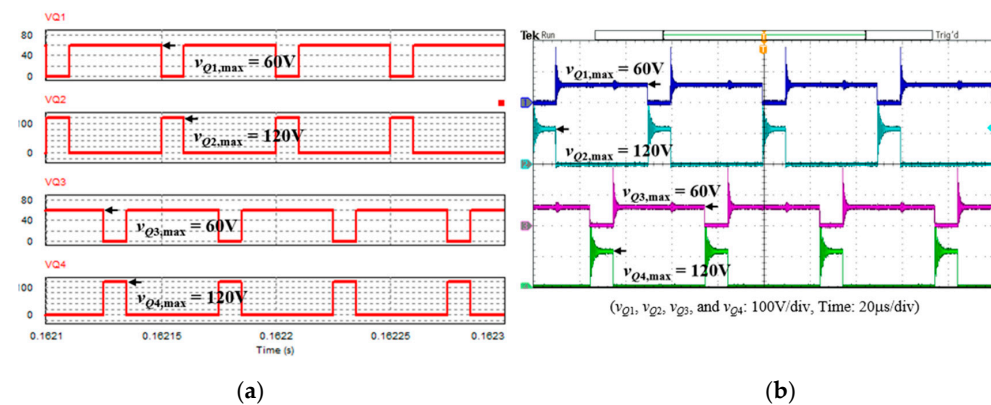 VQ1
80
40
0
vQ1,max = 60V
VQ2
100
0
vQ2,max = 120V
VQ3
80
40
0
vQ3,max = 60V
VQ4
100
0
vQ4,max = 120V
0.1621 0.16215 0.1622 0.16225 0.1623
Time (s)
(a)
Tek Run Trig'd
vQ1,max = 60V
1
vQ2,max = 120V
2
vQ3,max = 60V
vQ4,max = 120V
(vQ1, vQ2, vQ3, and vQ4: 100V/div, Time: 20μs/div)
(b)